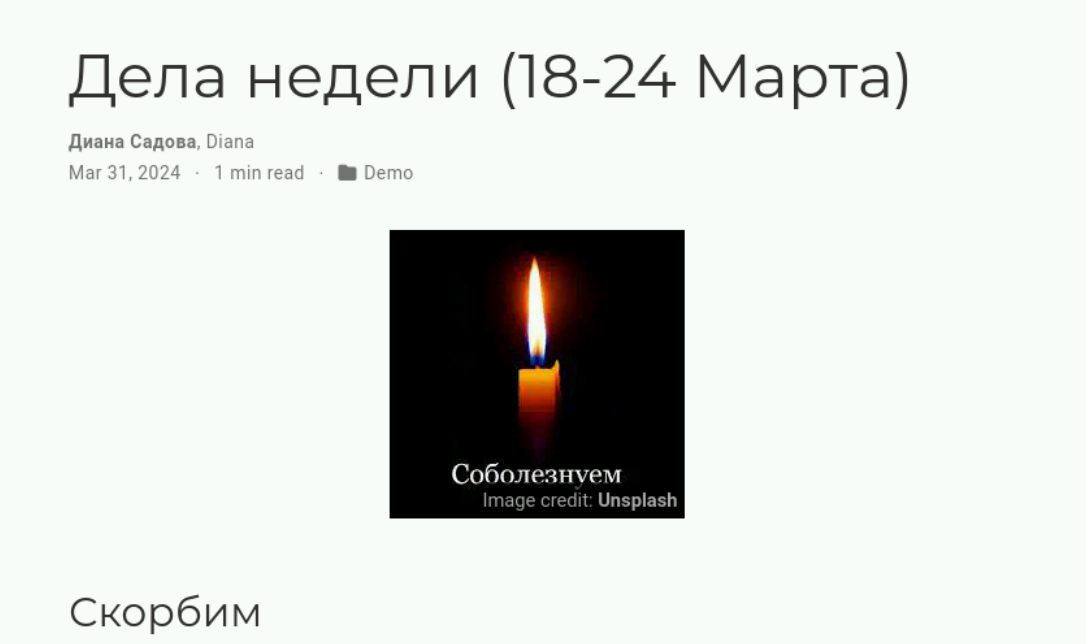 Дела недели (18-24 Марта)
Диана Садова, Diana
Mar 31, 2024 · 1 min read · Demo
Соболезнуем
Image credit: Unsplash
Скорбим